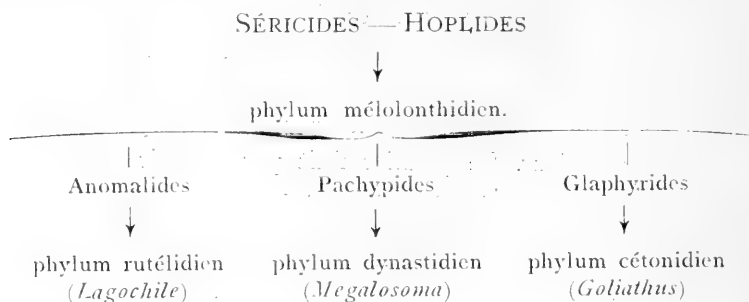 SÉRICIDES — HOPLIDES
phylum mélolonthidien.
Anomalides Pachypides Glaphyrides
phylum rutélidien phylum dynastidien phylum cétonidien
(Lagochile) (Megalosoma) (Goliathus)